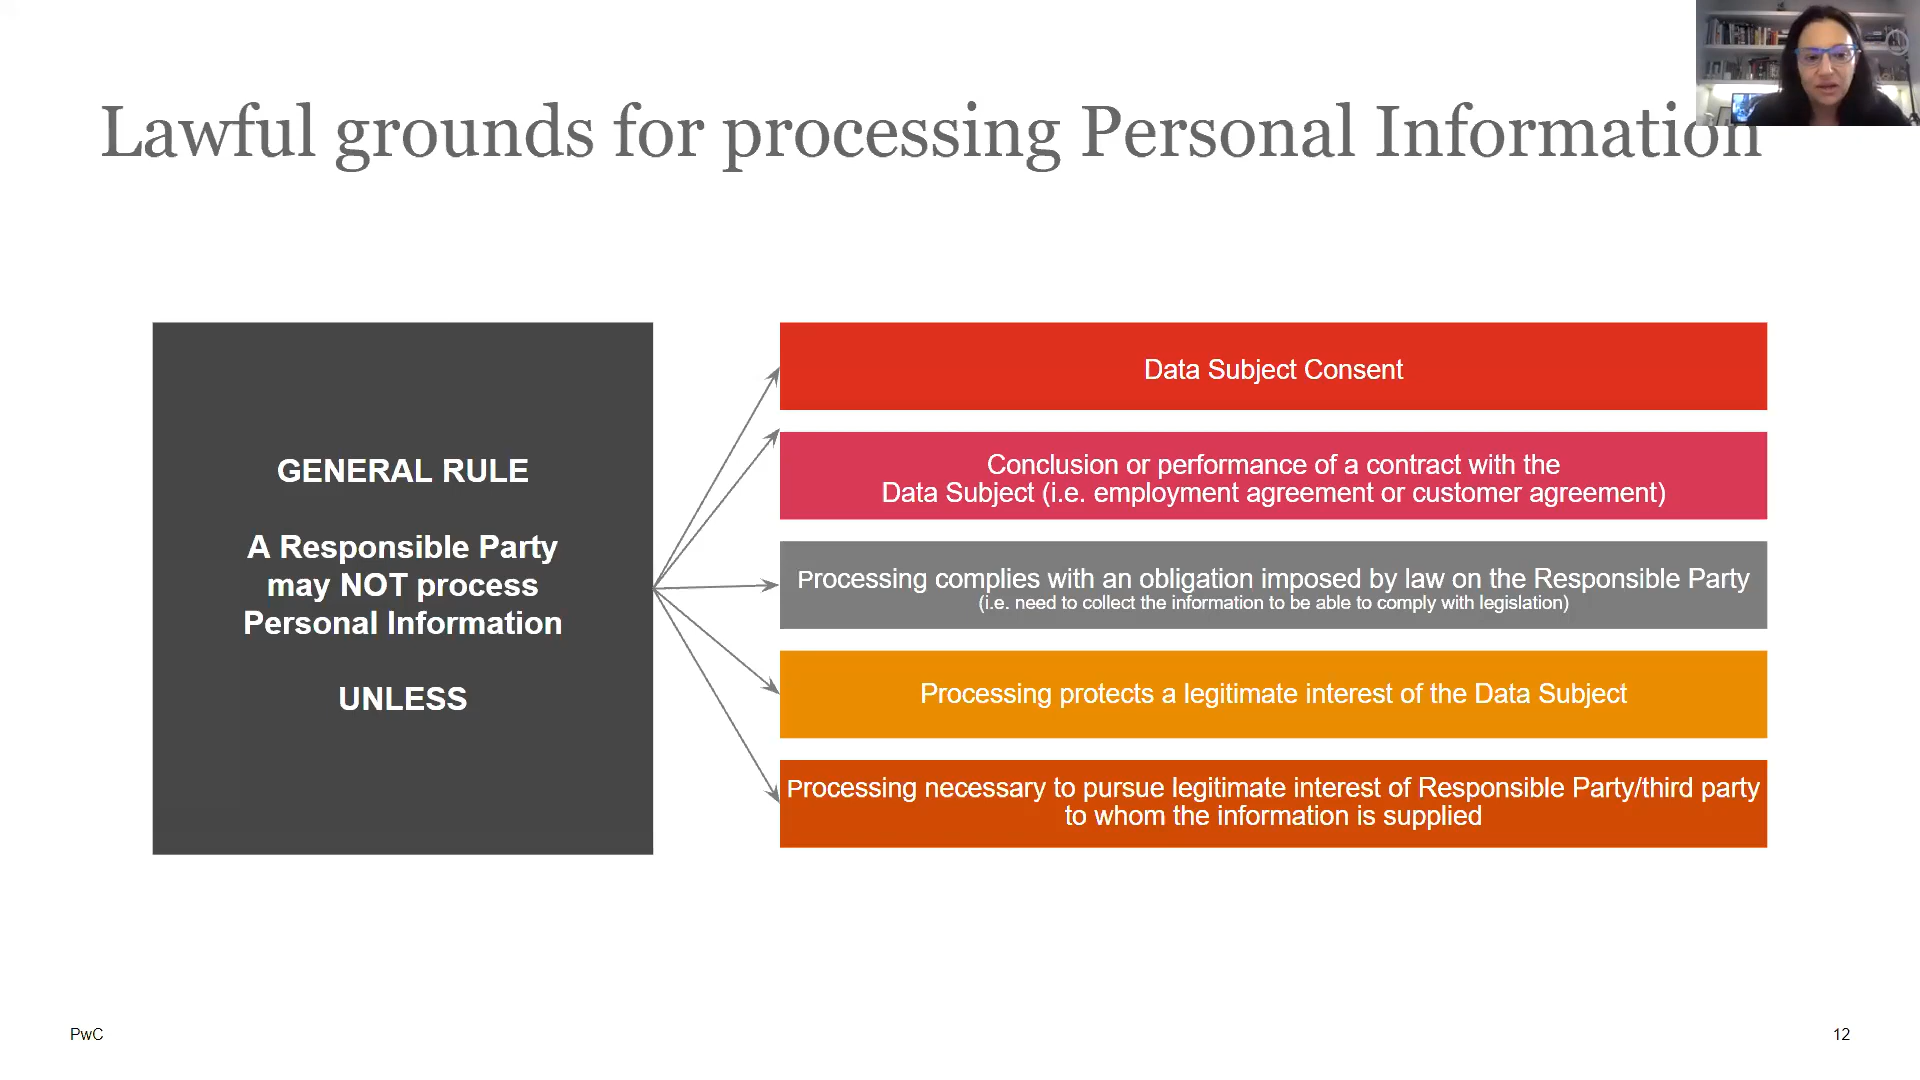 Lawful grounds for processing Personal Information
GENERAL RULE
A Responsible Party
may NOT process
Personal Information
UNLESS
Data Subject Consent
Conclusion or performance of a contract with the
Data Subject (i.e. employment agreement or customer agreement)
Processing complies with an obligation imposed by law on the Responsible Party
(i.e. need to collect the information to be able to comply with legislation)
Processing protects a legitimate interest of the Data Subject
Processing necessary to pursue legitimate interest of Responsible Party/third party
to whom the information is supplied
PwC
12